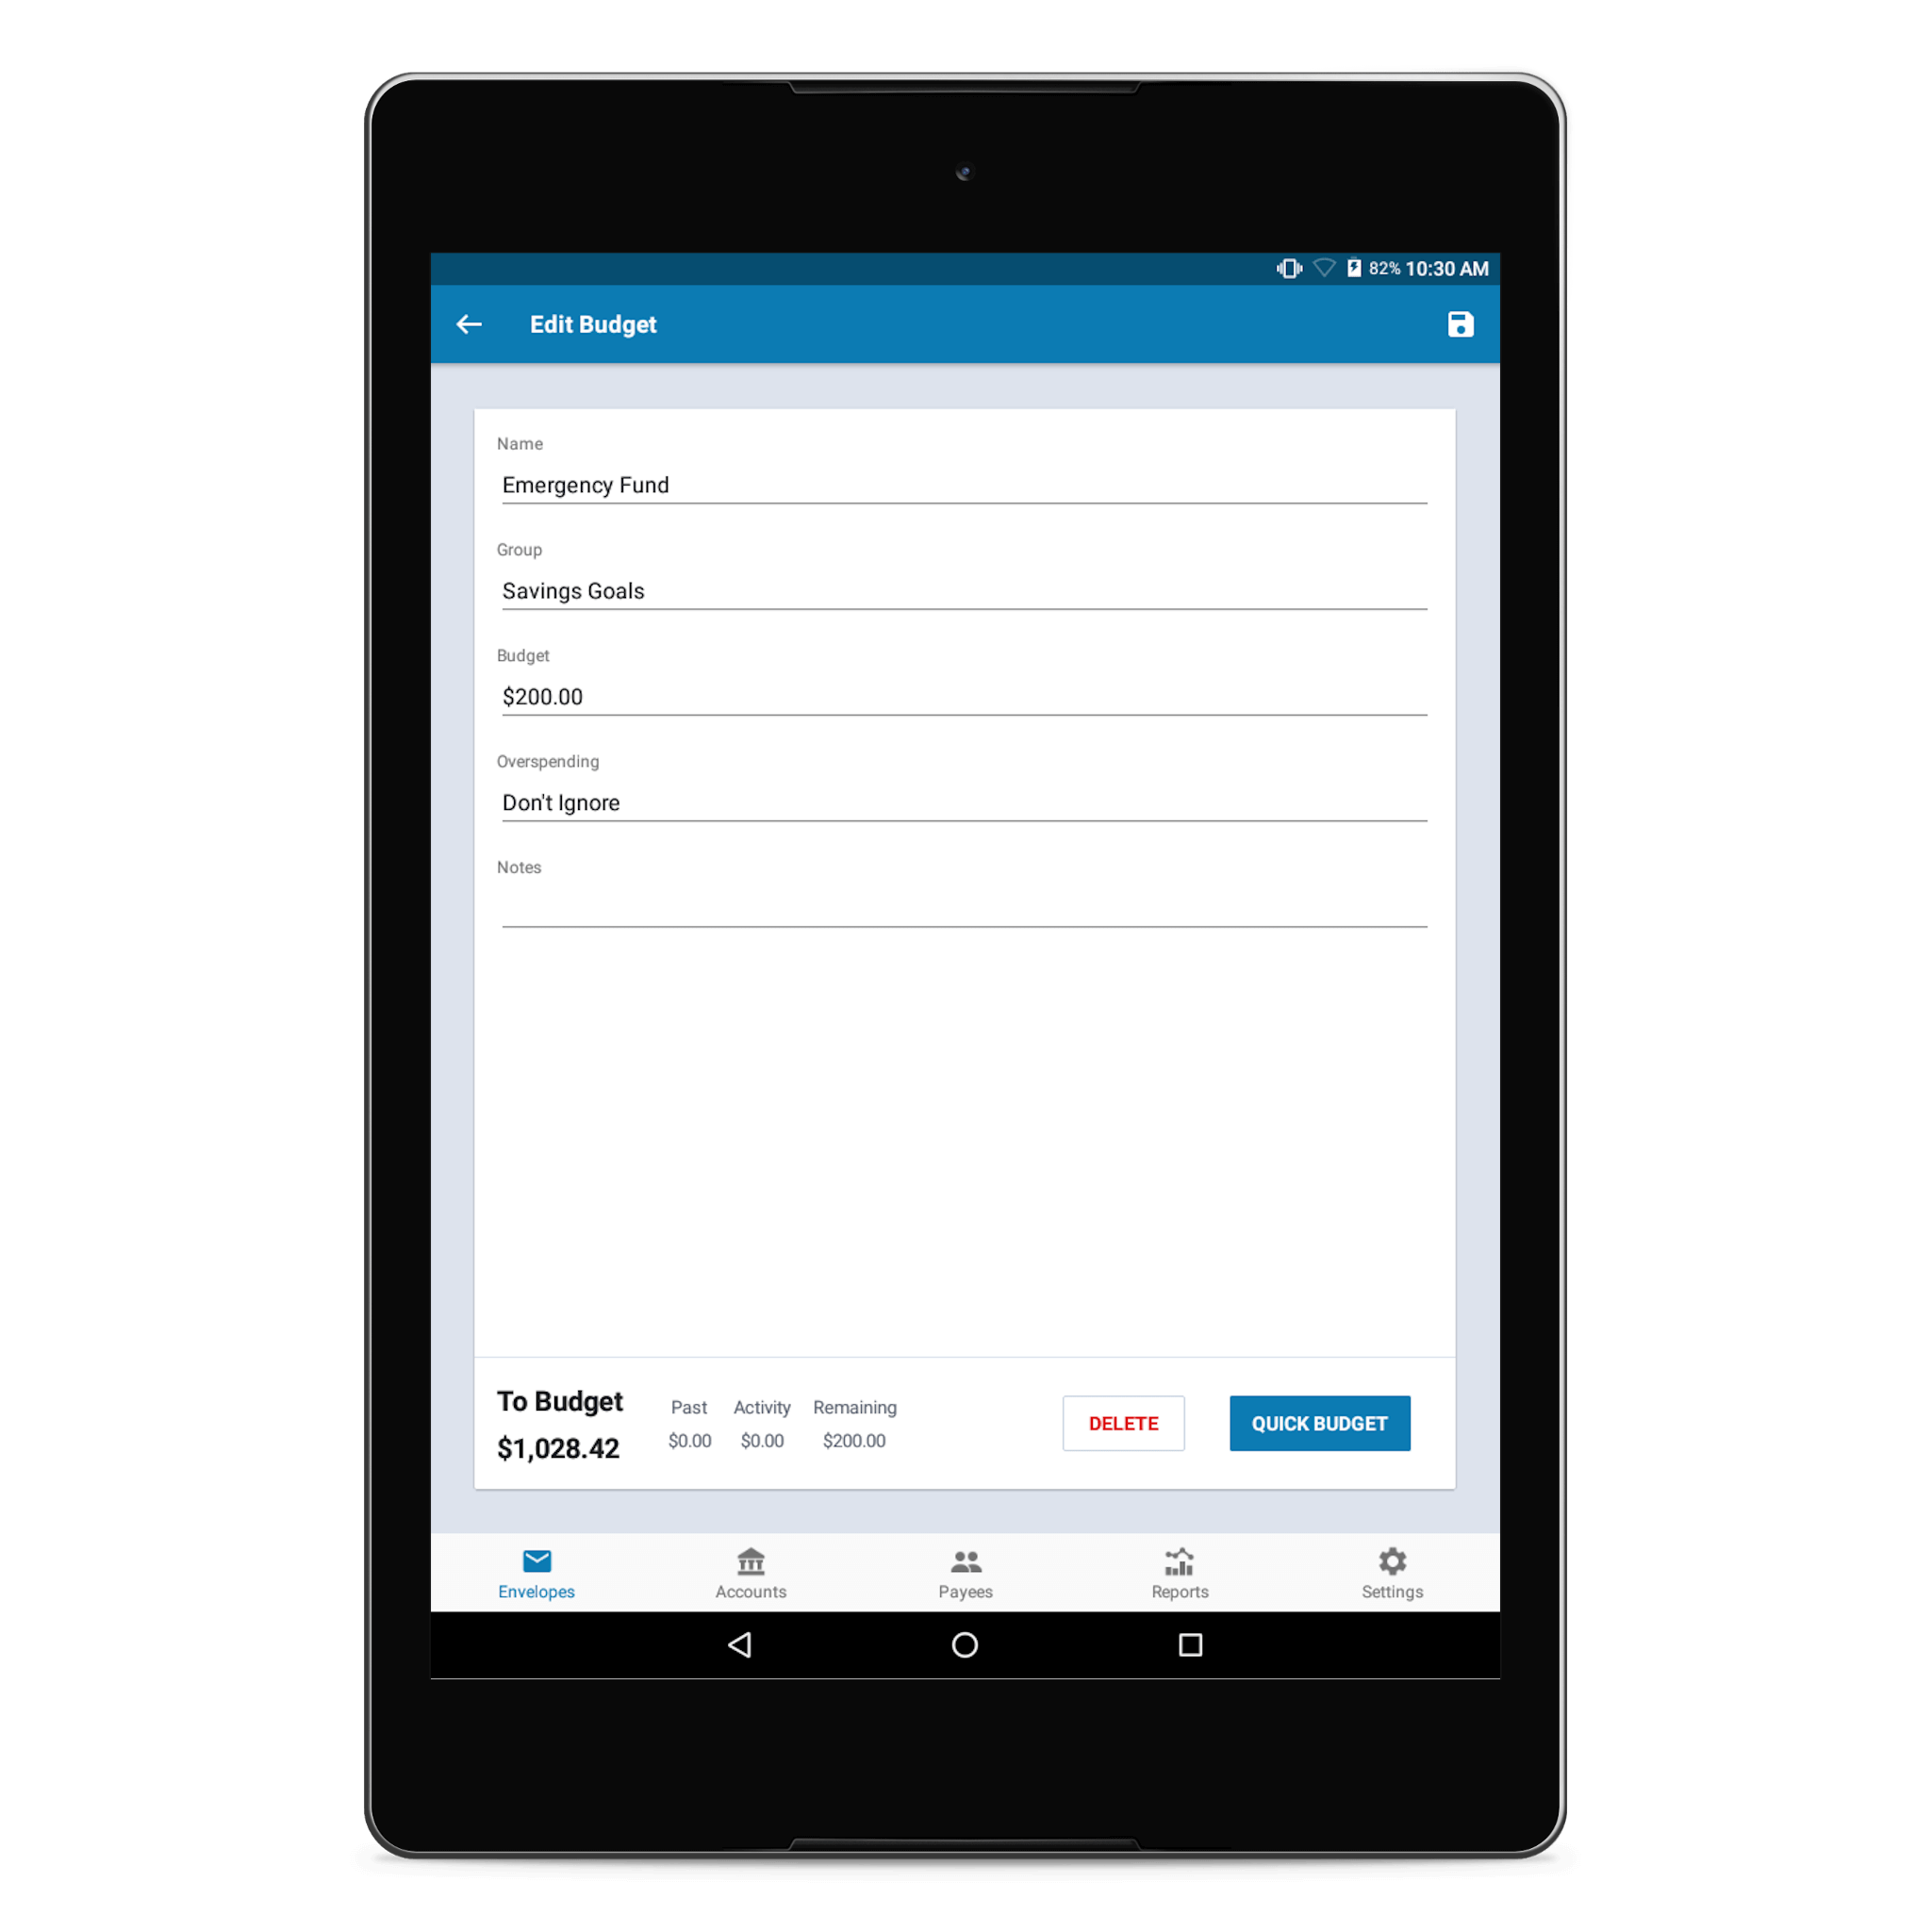 82% 10:30 AM
Edit Budget
Name
Emergency Fund
Group
Savings Goals
Budget
$200.00
Overspending
Don't Ignore
Notes
To Budget
$1,028.42
Past Activity Remaining
$0.00 $0.00 $200.00
DELETE
QUICK BUDGET
Envelopes Accounts Payees Reports Settings